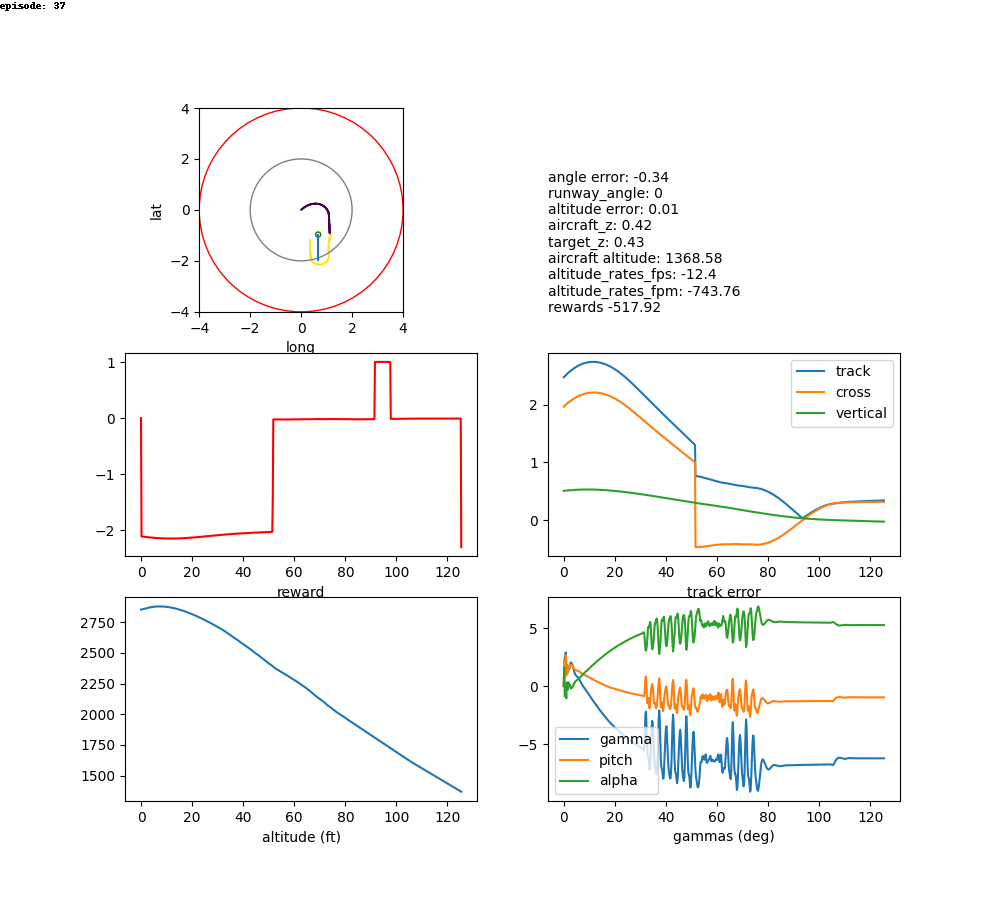 episode: 37
4
2
0
−2
−4
lat
−4 −2 0 2 4
long
angle error: -0.34
runway_angle: 0
altitude error: 0.01
aircraft_z: 0.42
target_z: 0.43
aircraft altitude: 1368.58
altitude_rates_fps: -12.4
altitude_rates_fpm: -743.76
rewards -517.92
1
0
−1
−2
0 20 40 60 80 100 120
reward
track
cross
vertical
2
1
0
0 20 40 60 80 100 120
track error
2750
2500
2250
2000
1750
1500
0 20 40 60 80 100 120
altitude (ft)
5
0
−5
gamma
pitch
alpha
0 20 40 60 80 100 120
gammas (deg)